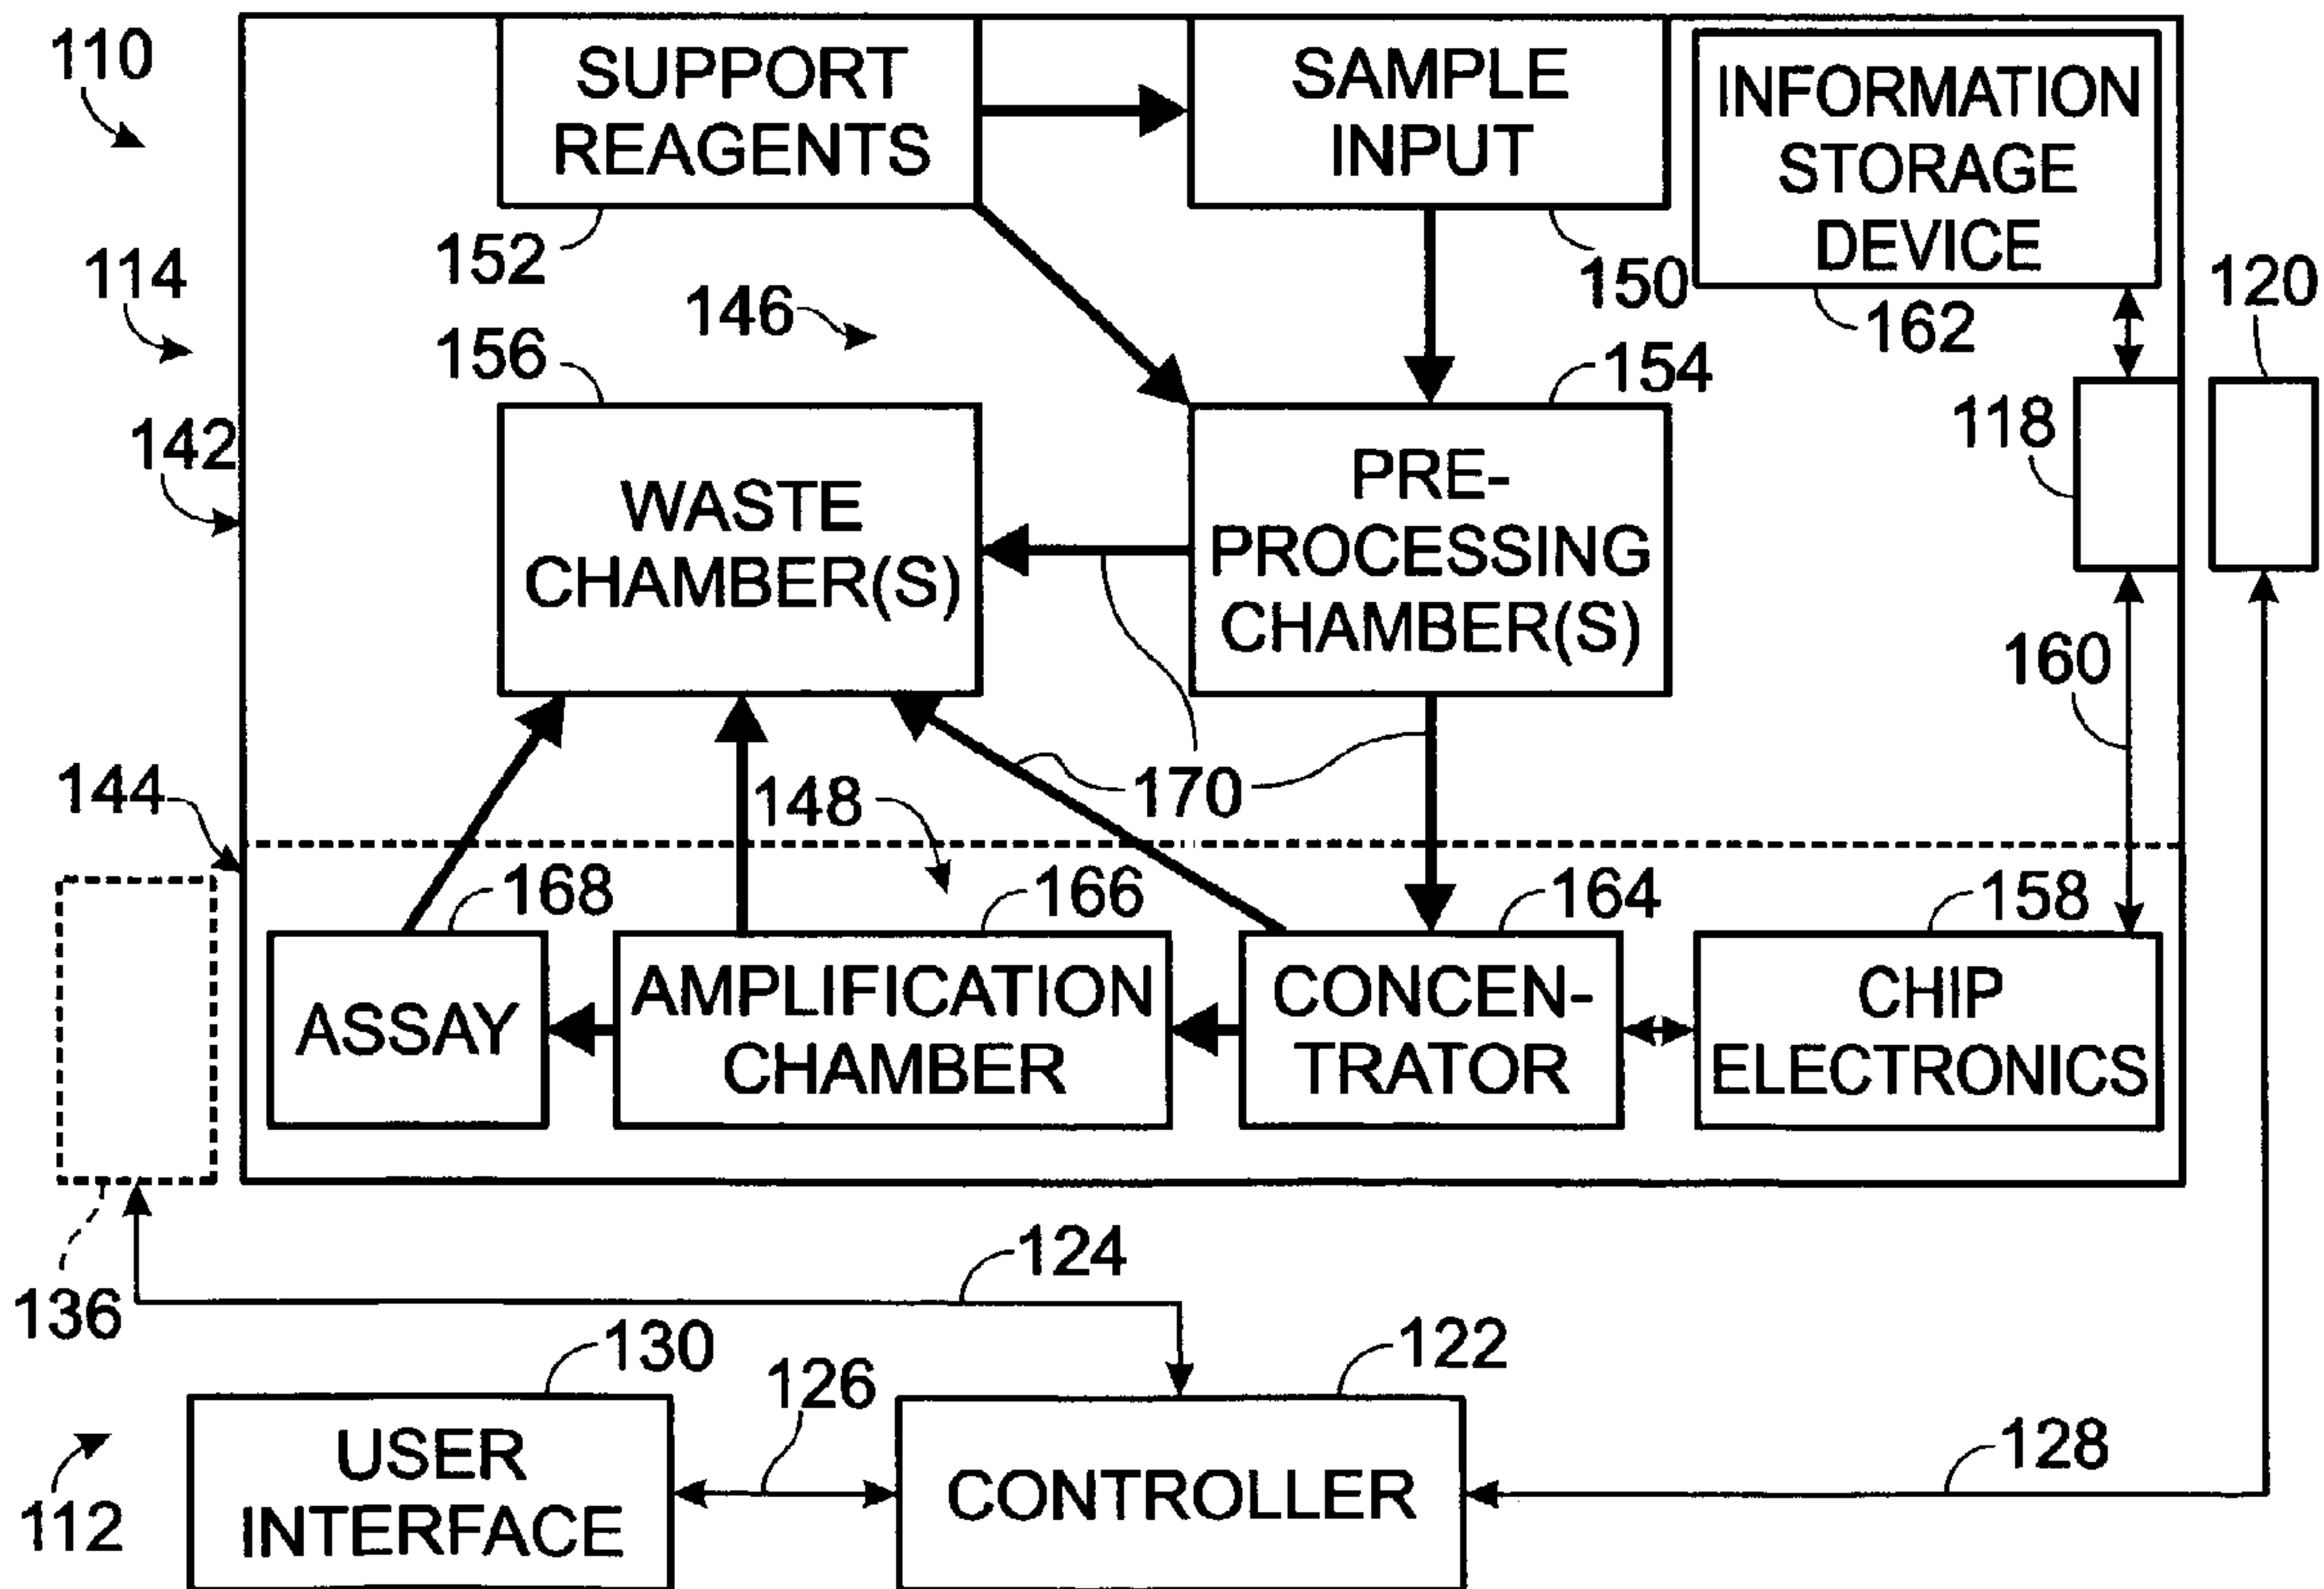 110
SUPPORT
REAGENTS
SAMPLE
INPUT
INFORMATION
STORAGE
DEVICE
152
150
114
146
162
120
156
154
142
118
WASTE
CHAMBER(S)
PRE-
PROCESSING
CHAMBER(S)
160
144
148
170
168
166
164
158
ASSAY
AMPLIFICATION
CHAMBER
CONCEN-
TRATOR
CHIP
ELECTRONICS
136
124
130
126
122
128
112
USER
INTERFACE
CONTROLLER